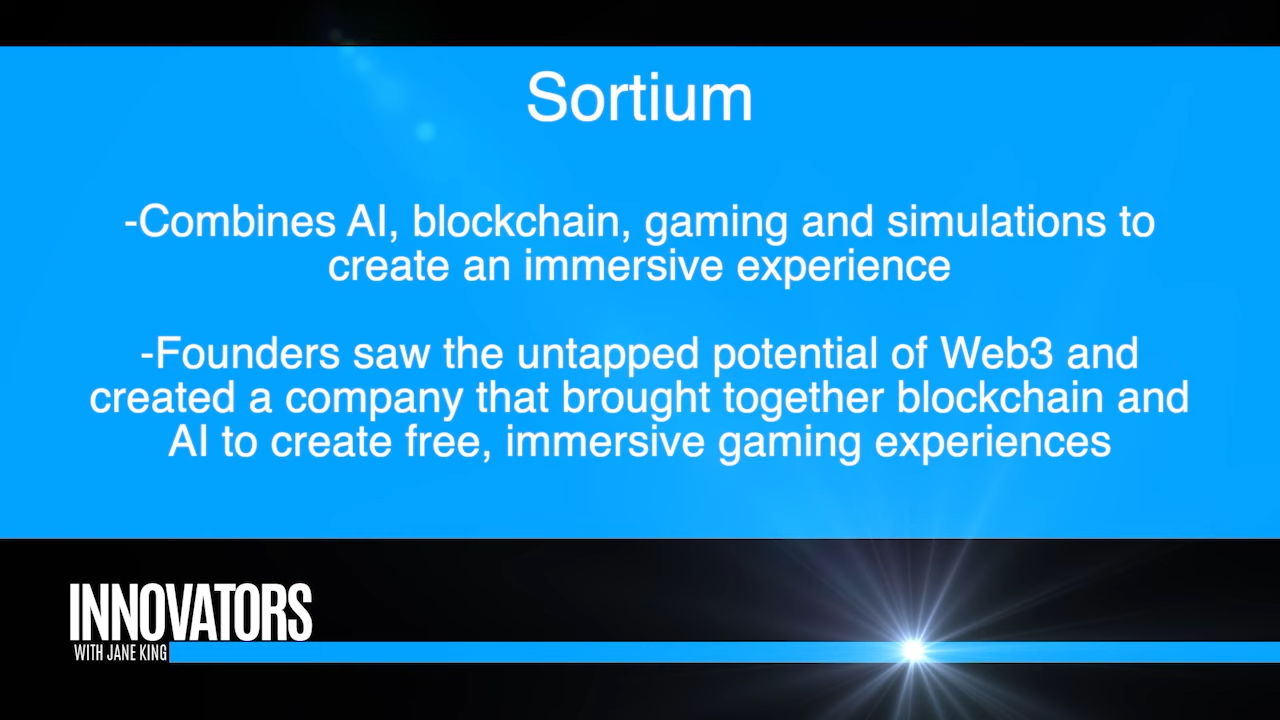 Sortium
-Combines AI, blockchain, gaming and simulations to
create an immersive experience
-Founders saw the untapped potential of Web3 and
created a company that brought together blockchain and
AI to create free, immersive gaming experiences
INNOVATORS
WITH JANE KING